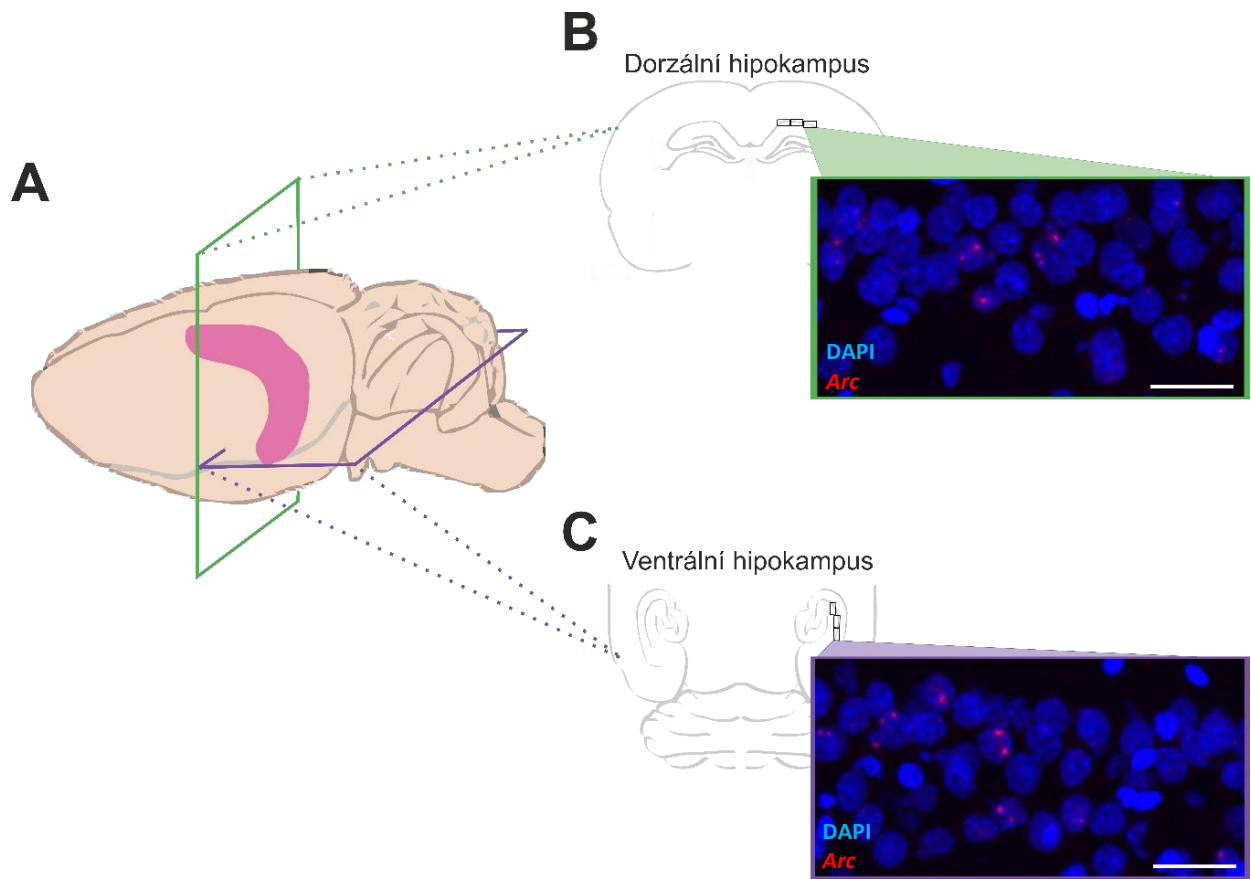 A
B
Dorzální hipokampus
DAPI
Arc
C
Ventrální hipokampus
DAPI
Arc